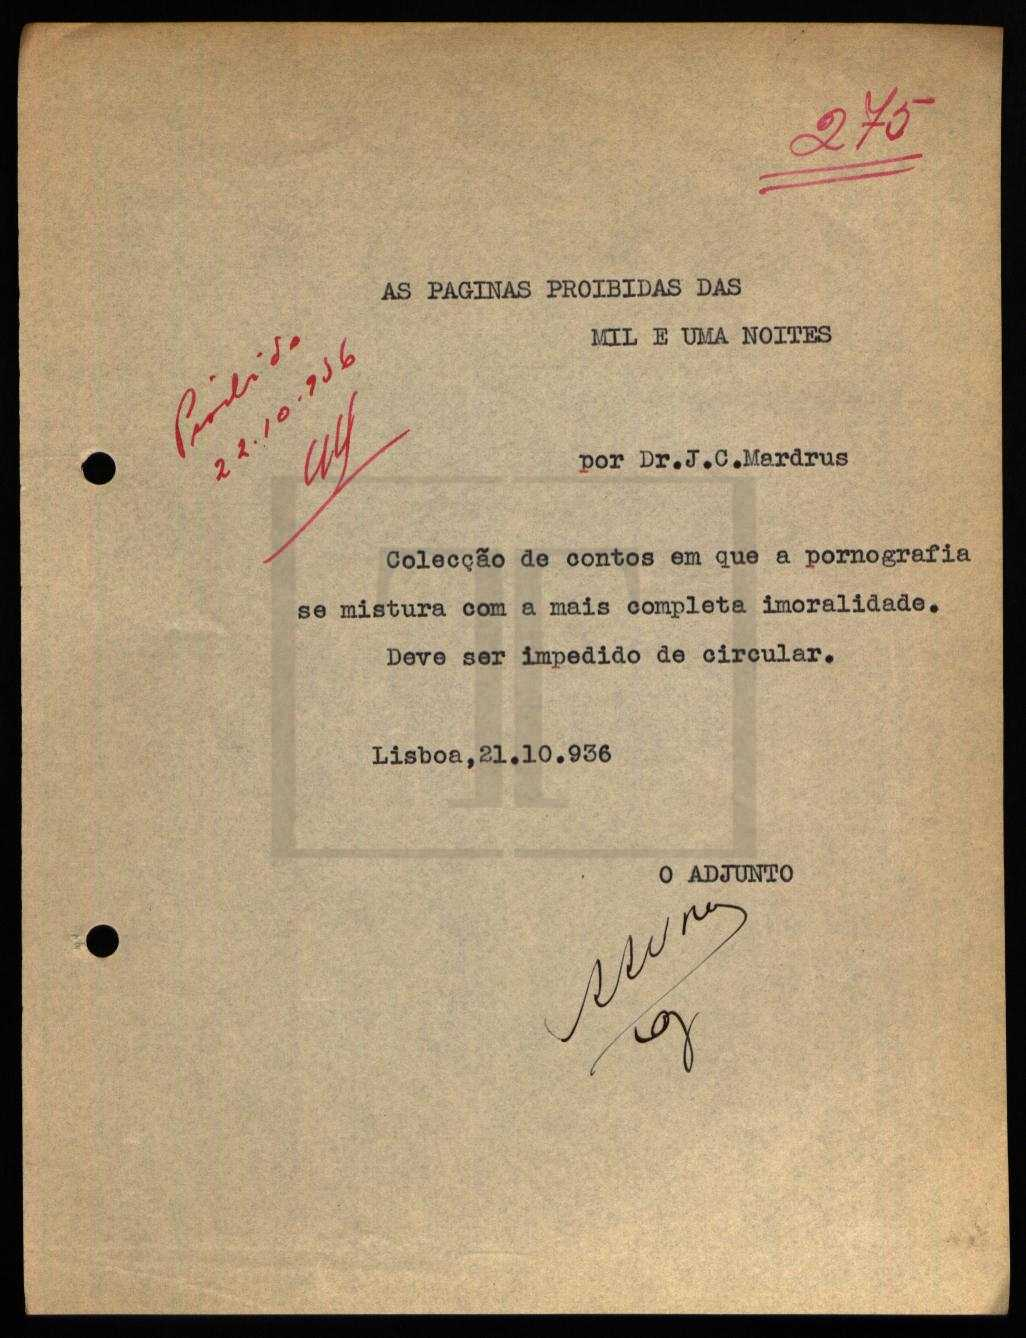 275
AS PAGINAS PROIBIDAS DAS
MIL E UMA NOITES
Proibido
22.10.936
por Dr.J.C.Mardrus
Colecção de contos em que a pornografia
se mistura com a mais completa imoralidade.
Deve ser impedido de circular.
Lisboa,21.10.936
O ADJUNTO